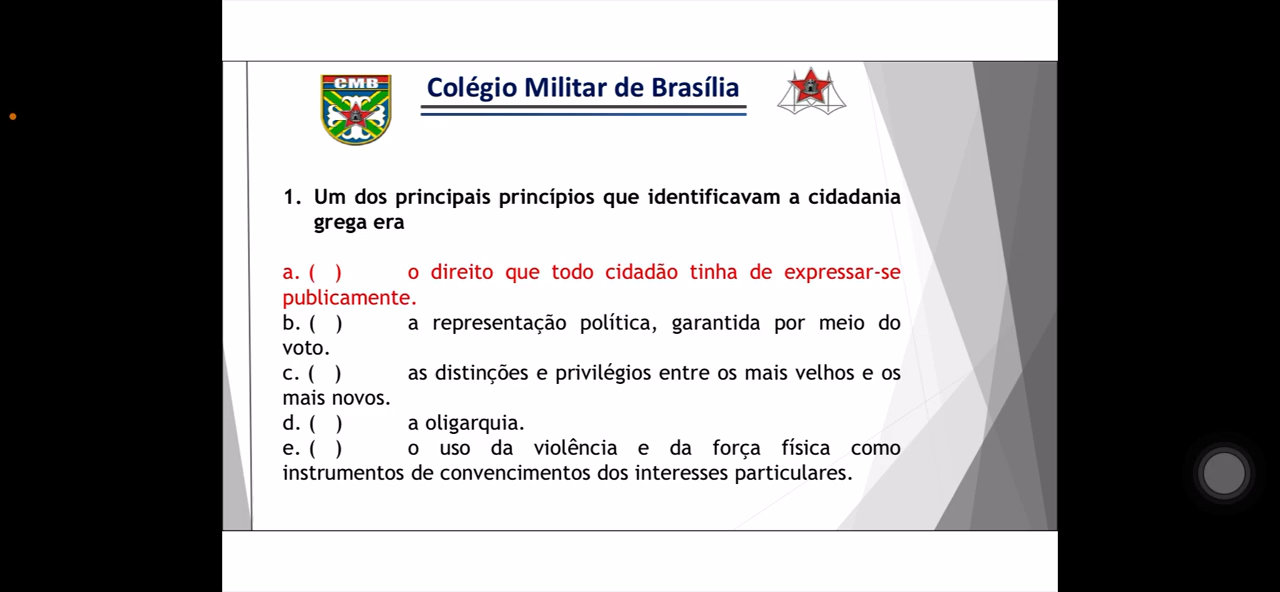 CMB
Colégio Militar de Brasília
1. Um dos principais princípios que identificavam a cidadania
grega era
a. ( ) o direito que todo cidadão tinha de expressar-se
publicamente.
b. ( ) a representação política, garantida por meio do
voto.
c. ( ) as distinções e privilégios entre os mais velhos e os
mais novos.
d. ( ) a oligarquia.
e. ( ) o uso da violência e da força física como
instrumentos de convencimentos dos interesses particulares.